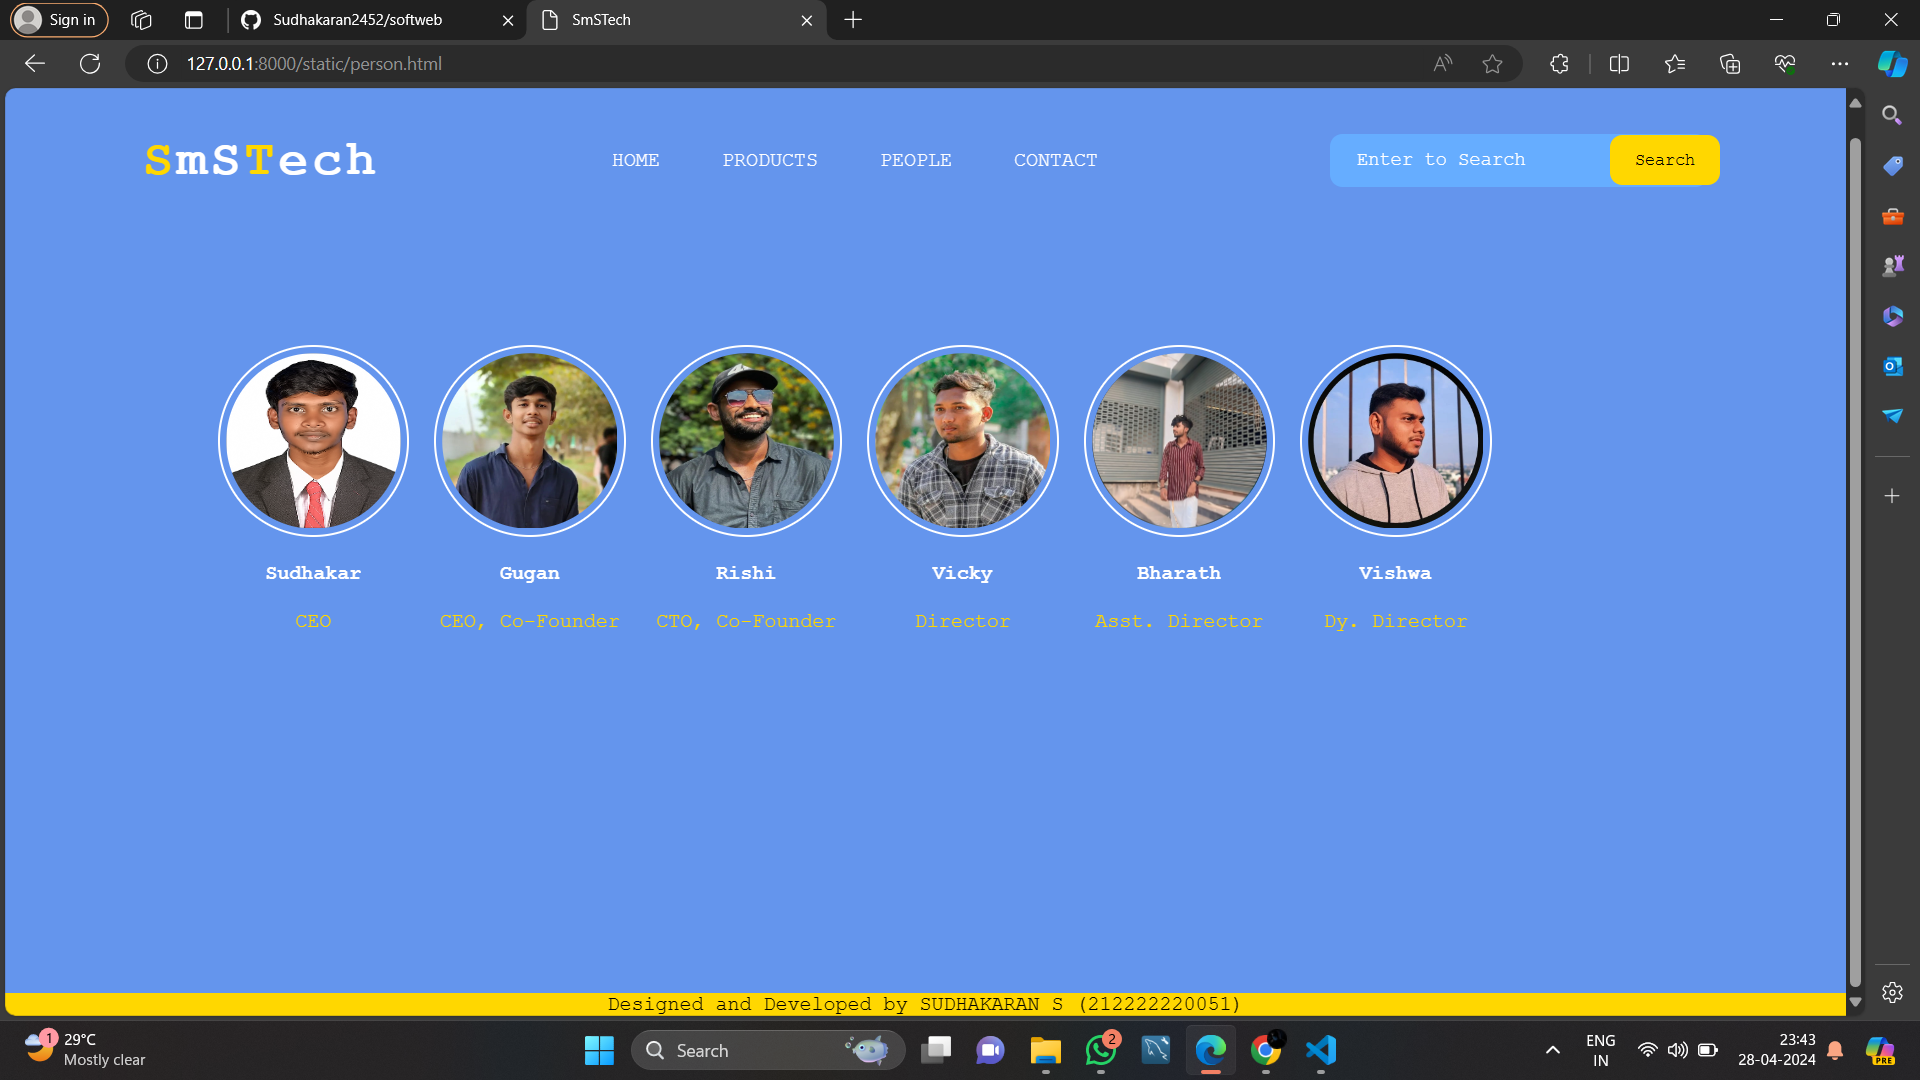 Sign in
Sudhakaran2452/softweb
SmSTech
127.0.0.1:8000/static/person.html
SmSTech
HOME PRODUCTS PEOPLE CONTACT
Enter to Search
Search
Sudhakar Gugan Rishi Vicky Bharath Vishwa
CEO CEO, Co-Founder CTO, Co-Founder Director Asst. Director Dy. Director
Designed and Developed by SUDHAKARAN S (212222220051)
1
29°C
Mostly clear
Search
2
ENG
IN
23:43
28-04-2024
PRE